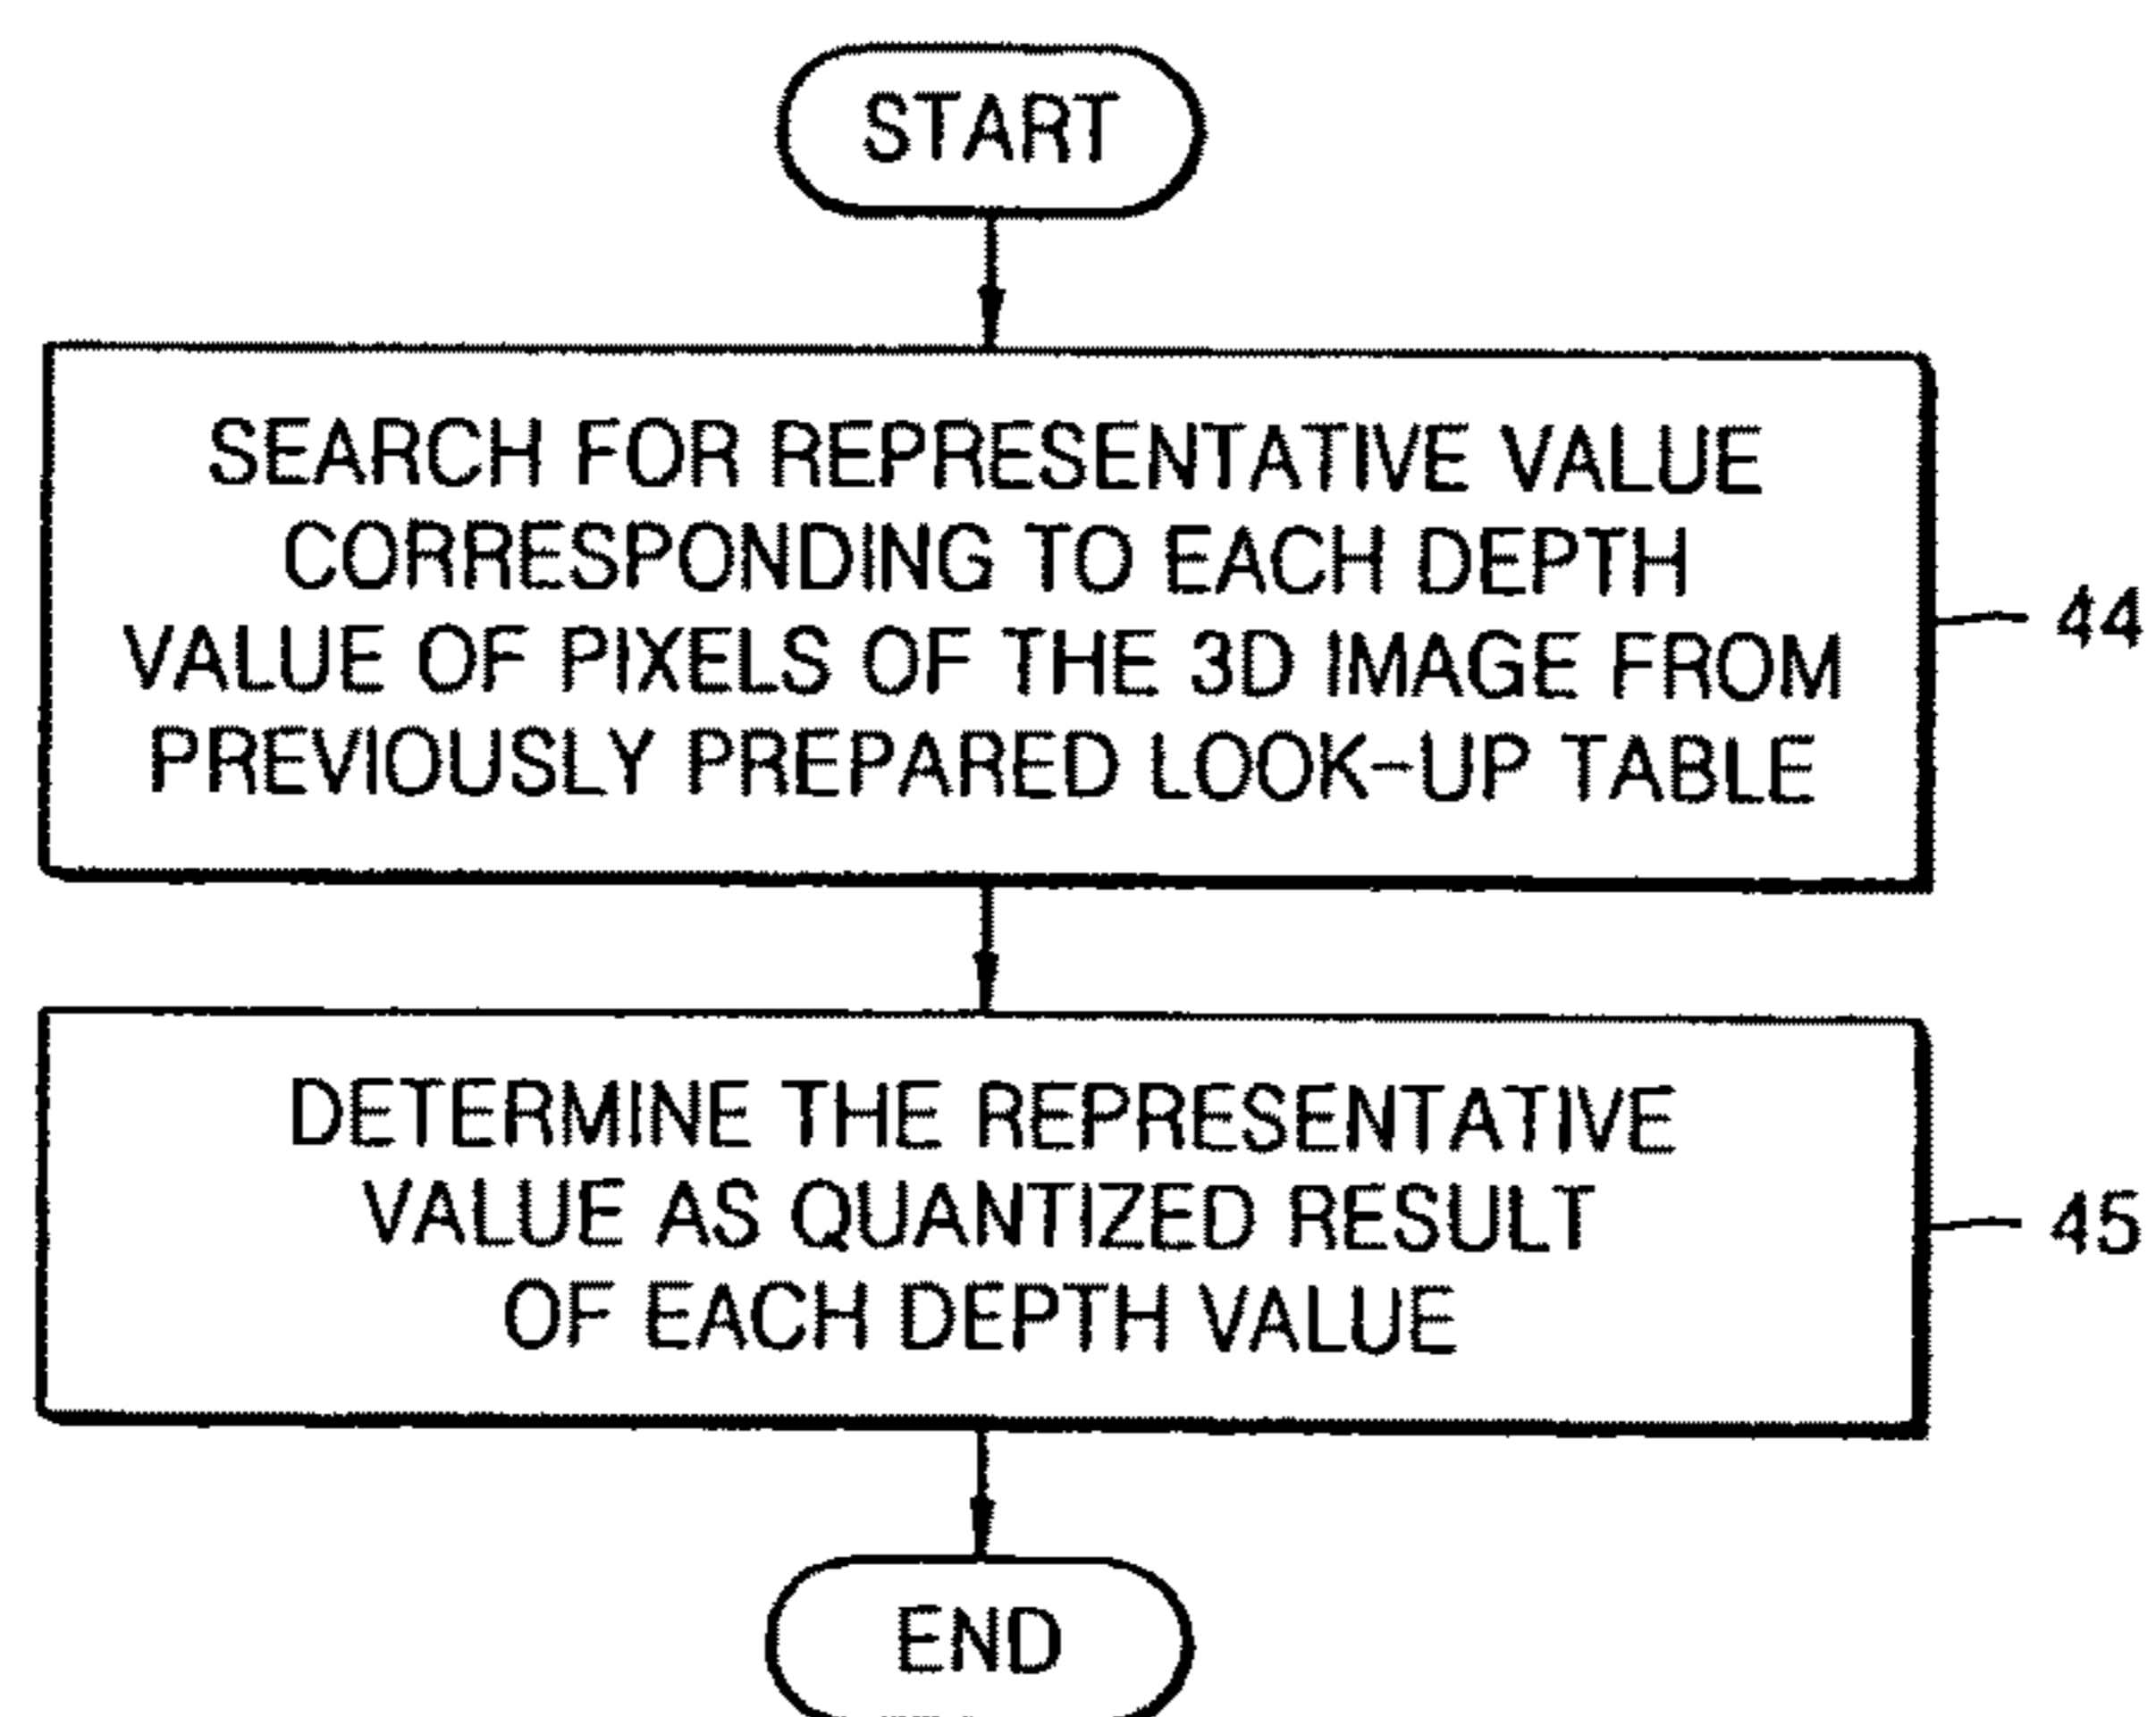 START
SEARCH FOR REPRESENTATIVE VALUE
CORRESPONDING TO EACH DEPTH
VALUE OF PIXELS OF THE 3D IMAGE FROM
PREVIOUSLY PREPARED LOOK-UP TABLE
44
DETERMINE THE REPRESENTATIVE
VALUE AS QUANTIZED RESULT
OF EACH DEPTH VALUE
45
END